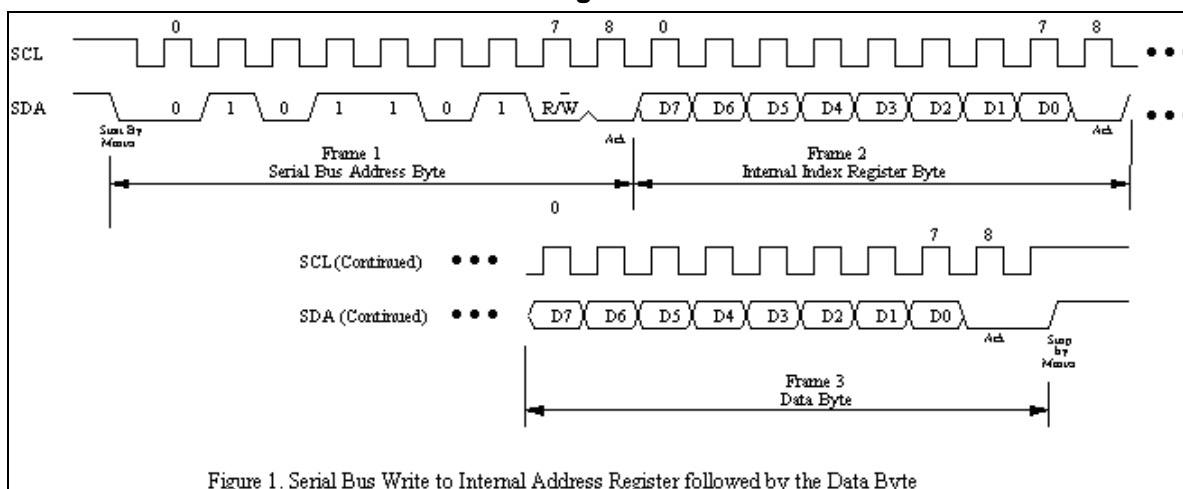 0 7 8 0 7 8
SCL
SDA 0 1 0 1 1 0 1 R/W D7 D6 D5 D4 D3 D2 D1 D0
Ack Ack
Frame 1 Frame 2
Serial Bus Address Byte Internal Index Register Byte
0
7 8
SCL (Continued)
SDA (Continued) D7 D6 D5 D4 D3 D2 D1 D0
Ack
by
Frame 3
Data Byte
Figure 1. Serial Bus Write to Internal Address Register followed by the Data Byte